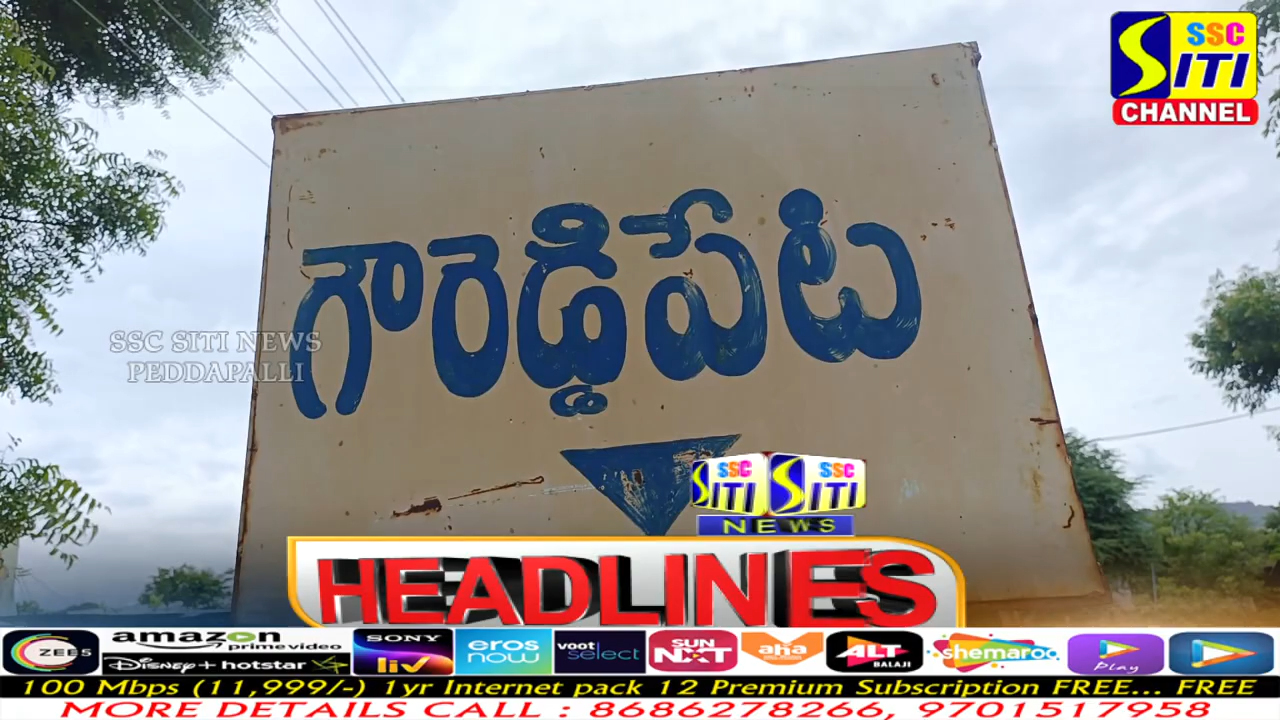 SSC
SITI
CHANNEL
గౌరెడ్డిపేట
SSC SITI NEWS
PEDDAPALLI
SSC SITI SSC SITI
NEWS
HEADLINES
ZEE5 amazon primevideo Disney+ hotstar SONY liv eros now voot select SUN NXT aha ALT BALAJI shemaroo Play
100 Mbps (11,999/-) 1yr Internet pack 12 Premium Subscription FREE... FREE
MORE DETAILS CALL : 8686278266, 9701517958